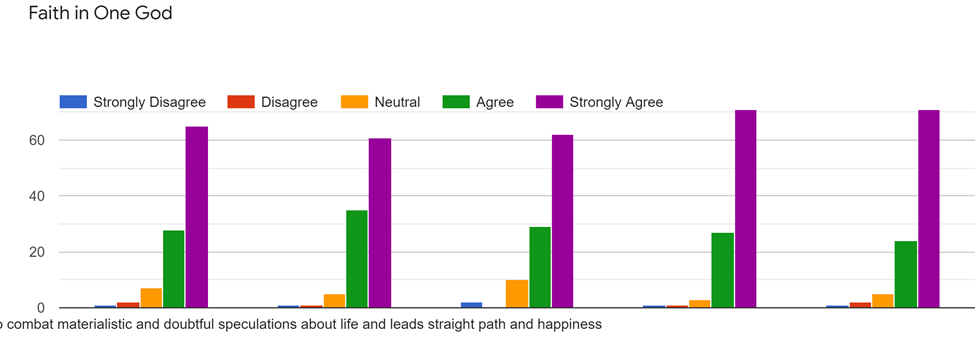 Faith in One God
Strongly Disagree Disagree Neutral Agree Strongly Agree
60
40
20
0
combat materialistic and doubtful speculations about life and leads straight path and happiness